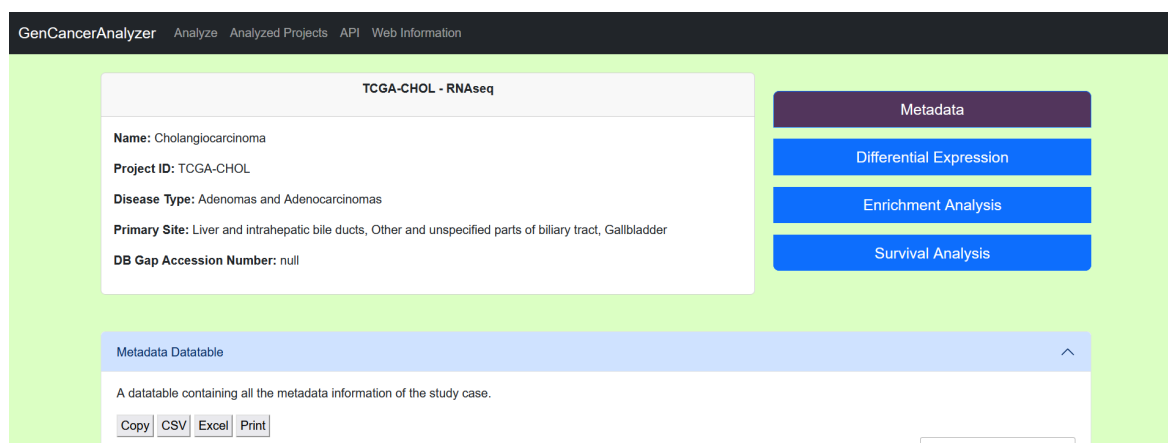 GenCancerAnalyzer Analyze Analyzed Projects API Web Information
TCGA-CHOL - RNAseq
Name: Cholangiocarcinoma
Project ID: TCGA-CHOL
Disease Type: Adenomas and Adenocarcinomas
Primary Site: Liver and intrahepatic bile ducts, Other and unspecified parts of biliary tract, Gallbladder
DB Gap Accession Number: null
Metadata
Differential Expression
Enrichment Analysis
Survival Analysis
Metadata Datatable
A datatable containing all the metadata information of the study case.
Copy CSV Excel Print